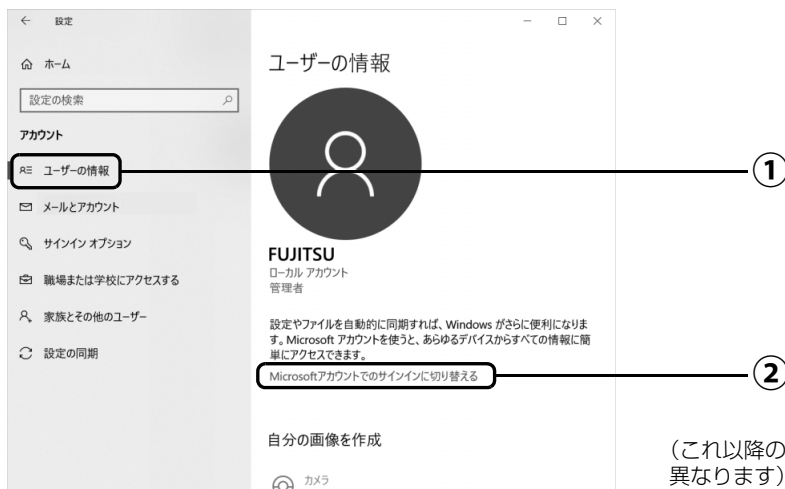 設定
ホーム
設定の検索
アカウント
ユーザーの情報
メールとアカウント
サインイン オプション
職場または学校にアクセスする
家族とその他のユーザー
設定の同期
ユーザーの情報
FUJITSU
ローカル アカウント
管理者
設定やファイルを自動的に同期すれば、Windows がさらに便利になりま
す。Microsoft アカウントを使うと、あらゆるデバイスからすべての情報に簡
単にアクセスできます。
Microsoftアカウントでのサインインに切り替える
自分の画像を作成
カメラ
①
②
（これ以降の
異なります）